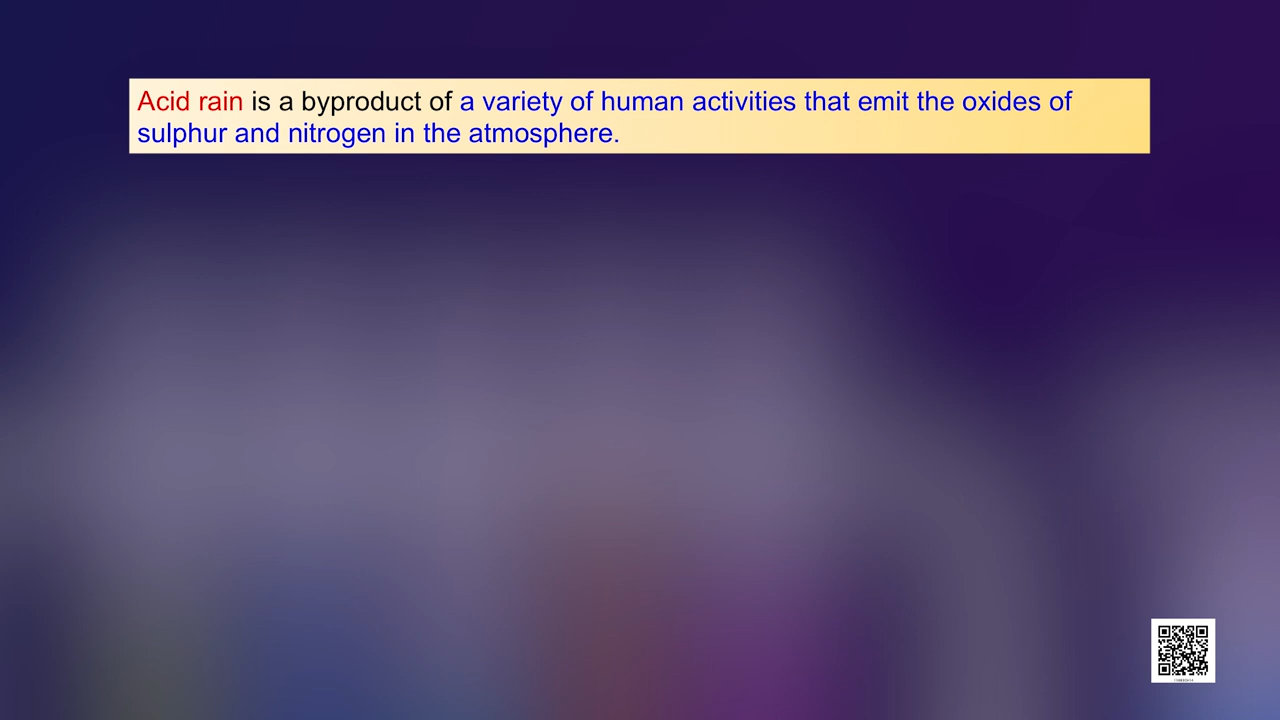 Acid rain is a byproduct of a variety of human activities that emit the oxides of
sulphur and nitrogen in the atmosphere.